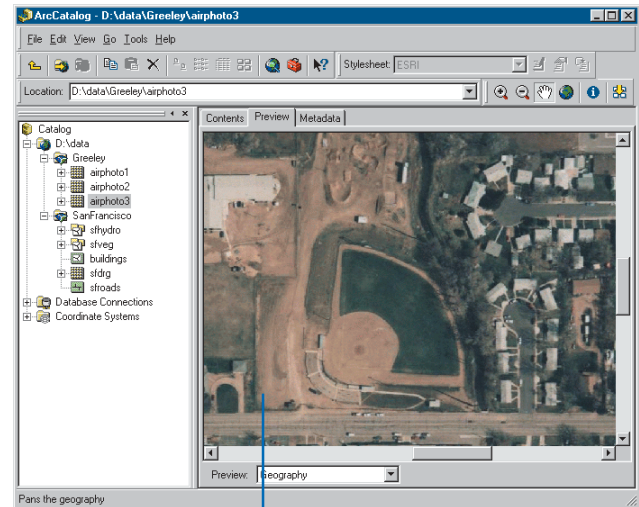 ArcCatalog - D:\data\Greeley\airphoto3
File Edit View Go Tools Help
Stylesheet: ESRI
Location: D:\data\Greeley\airphoto3
Catalog
D:\data
Greeley
airphoto1
airphoto2
airphoto3
SanFrancisco
sfhydro
sfveg
buildings
sfdrg
sfroads
Database Connections
Coordinate Systems
Contents Preview Metadata
Preview: Geography
Pans the geography